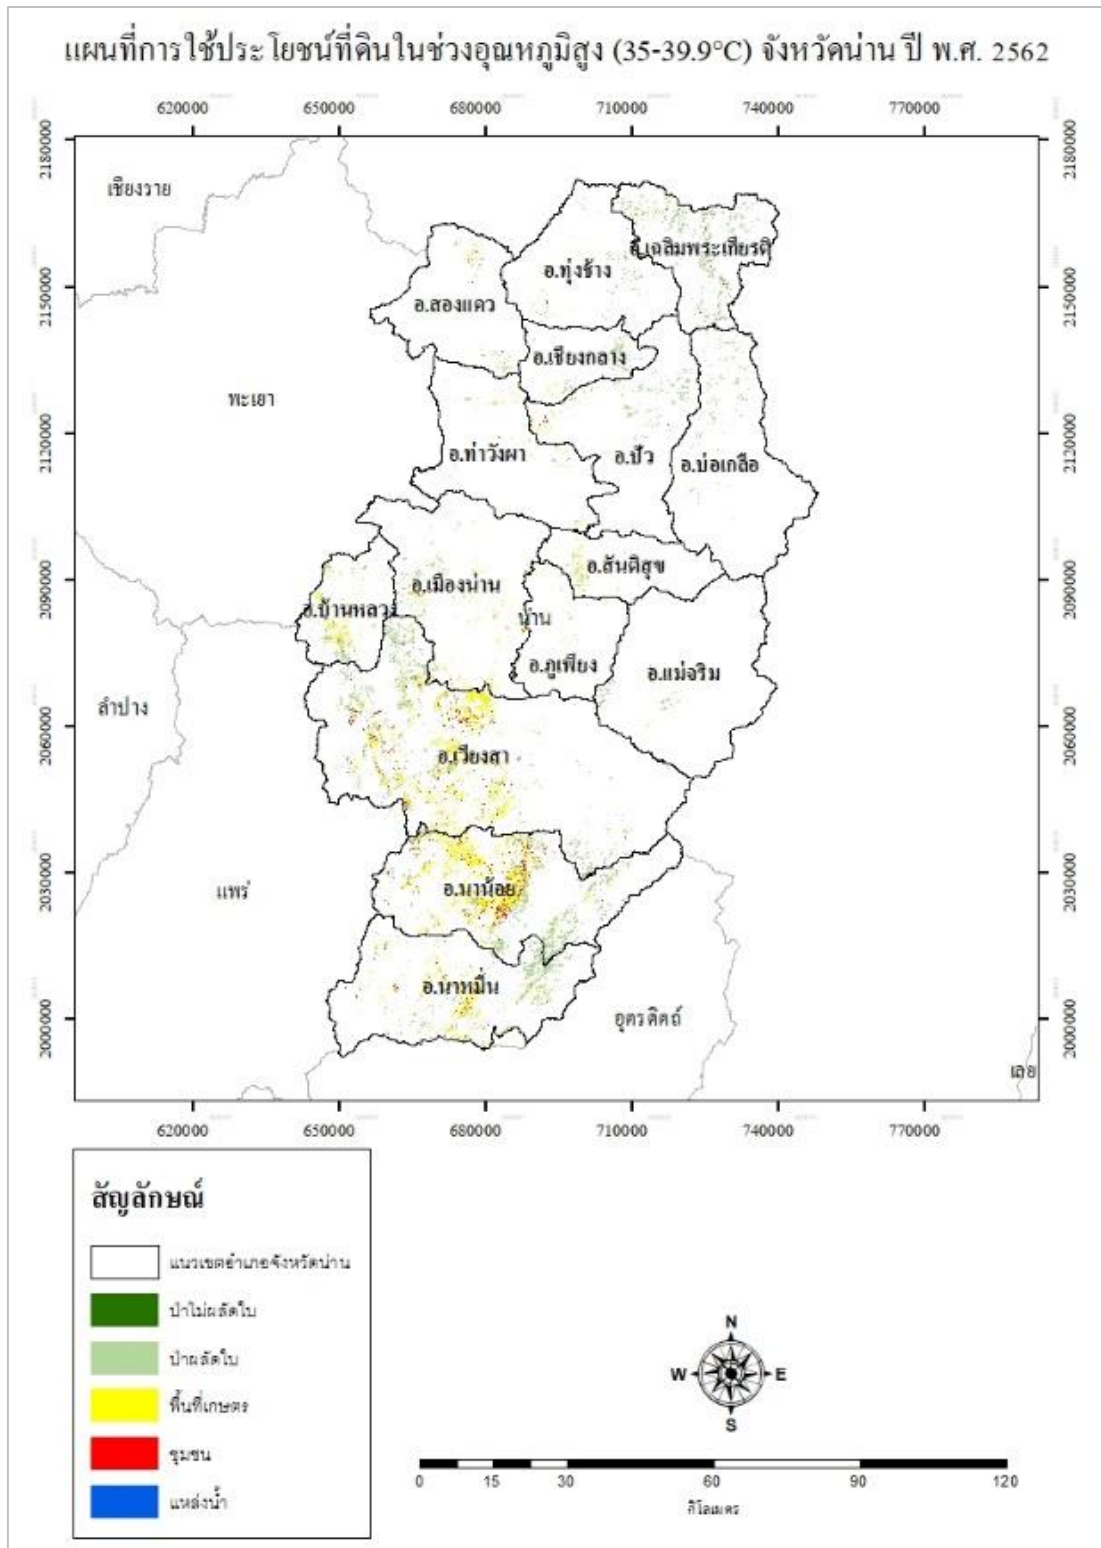 แผนที่การใช้ประโยชน์ที่ดินในช่วงอุณหภูมิสูง (35-39.9°C) จังหวัดน่าน ปี พ.ศ. 2562
620000 650000 680000 710000 740000 770000
2180000 2180000
เชียงราย
อ.เฉลิมพระเกียรติ
อ.ทุ่งช้าง
2150000 2150000
อ.สองแคว
อ.เชียงกลาง
พะเยา
2120000 2120000
อ.ท่าวังผา อ.ปัว อ.บ่อเกลือ
อ.สันติสุข
2090000 2090000
อ.เมืองน่าน
อ.บ้านหลวง น่าน
อ.ภูเพียง อ.แม่จริม
ลำปาง
2060000 2060000
อ.เวียงสา
2030000 2030000
แพร่ อ.นาน้อย
อ.นาหมื่น
2000000 2000000
อุตรดิตถ์
เลย
620000 650000 680000 710000 740000 770000
สัญลักษณ์
แนวเขตอำเภอจังหวัดน่าน
ป่าไม่ผลัดใบ
ป่าผลัดใบ
พื้นที่เกษตร
ชุมชน
แหล่งน้ำ
N
W E
S
0 15 30 60 90 120
กิโลเมตร